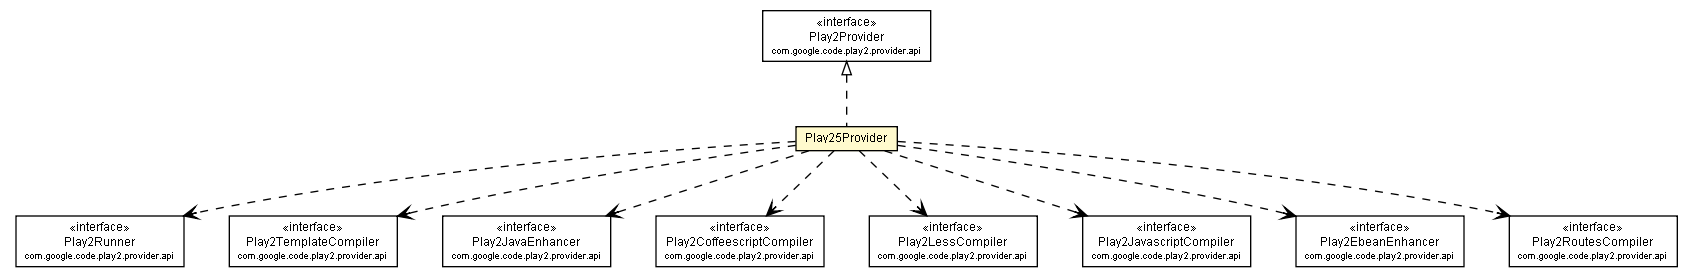 «interface»
Play2Provider
com.google.code.play2.provider.api
Play25Provider
«interface»
Play2Runner
com.google.code.play2.provider.api
«interface»
Play2TemplateCompiler
com.google.code.play2.provider.api
«interface»
Play2JavaEnhancer
com.google.code.play2.provider.api
«interface»
Play2CoffeescriptCompiler
com.google.code.play2.provider.api
«interface»
Play2LessCompiler
com.google.code.play2.provider.api
«interface»
Play2JavascriptCompiler
com.google.code.play2.provider.api
«interface»
Play2EbeanEnhancer
com.google.code.play2.provider.api
«interface»
Play2RoutesCompiler
com.google.code.play2.provider.api